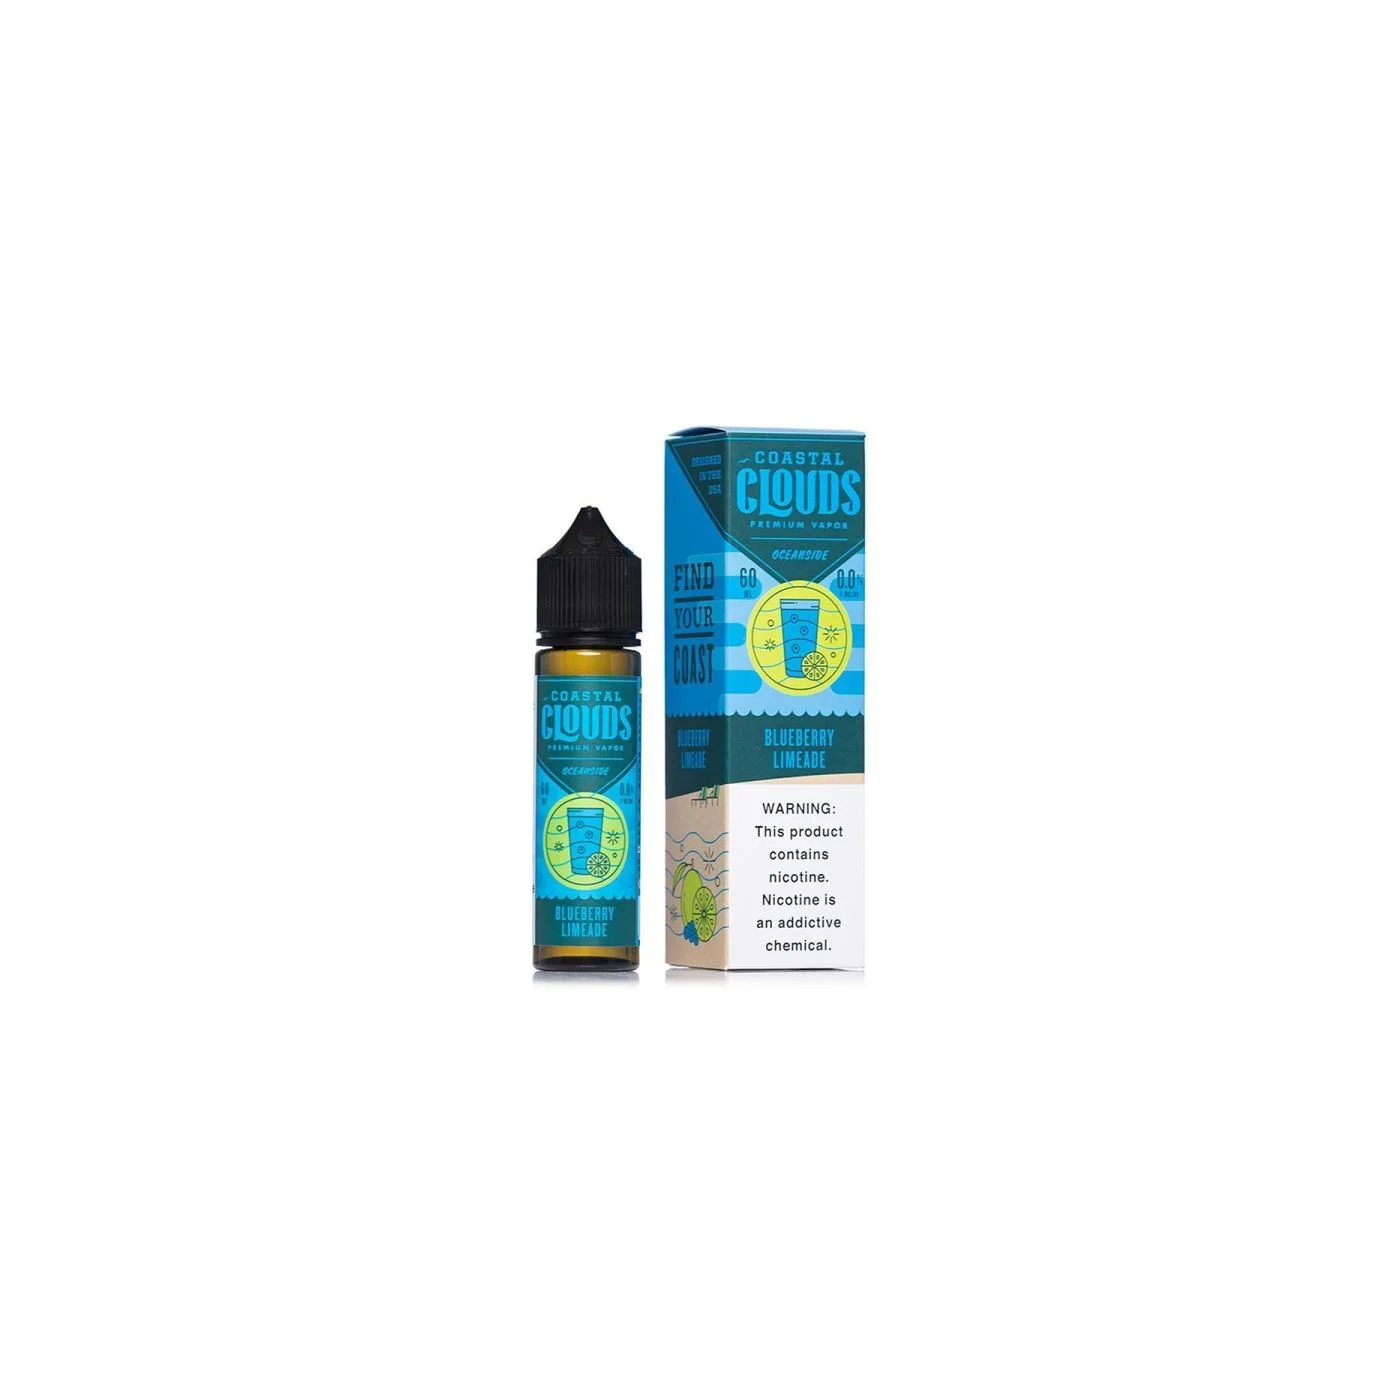 COASTAL
CLOUDS
PREMIUM VAPOR
OCEANSIDE
60
ML
0.0%
BLUEBERRY
LIMEADE
DESIGNED
IN THE
USA
FIND
YOUR
COAST
BLUEBERRY
LIMEADE
COASTAL
CLOUDS
PREMIUM VAPOR
OCEANSIDE
60
ML
0.0%
BLUEBERRY
LIMEADE
WARNING:
This product
contains
nicotine.
Nicotine is
an addictive
chemical.